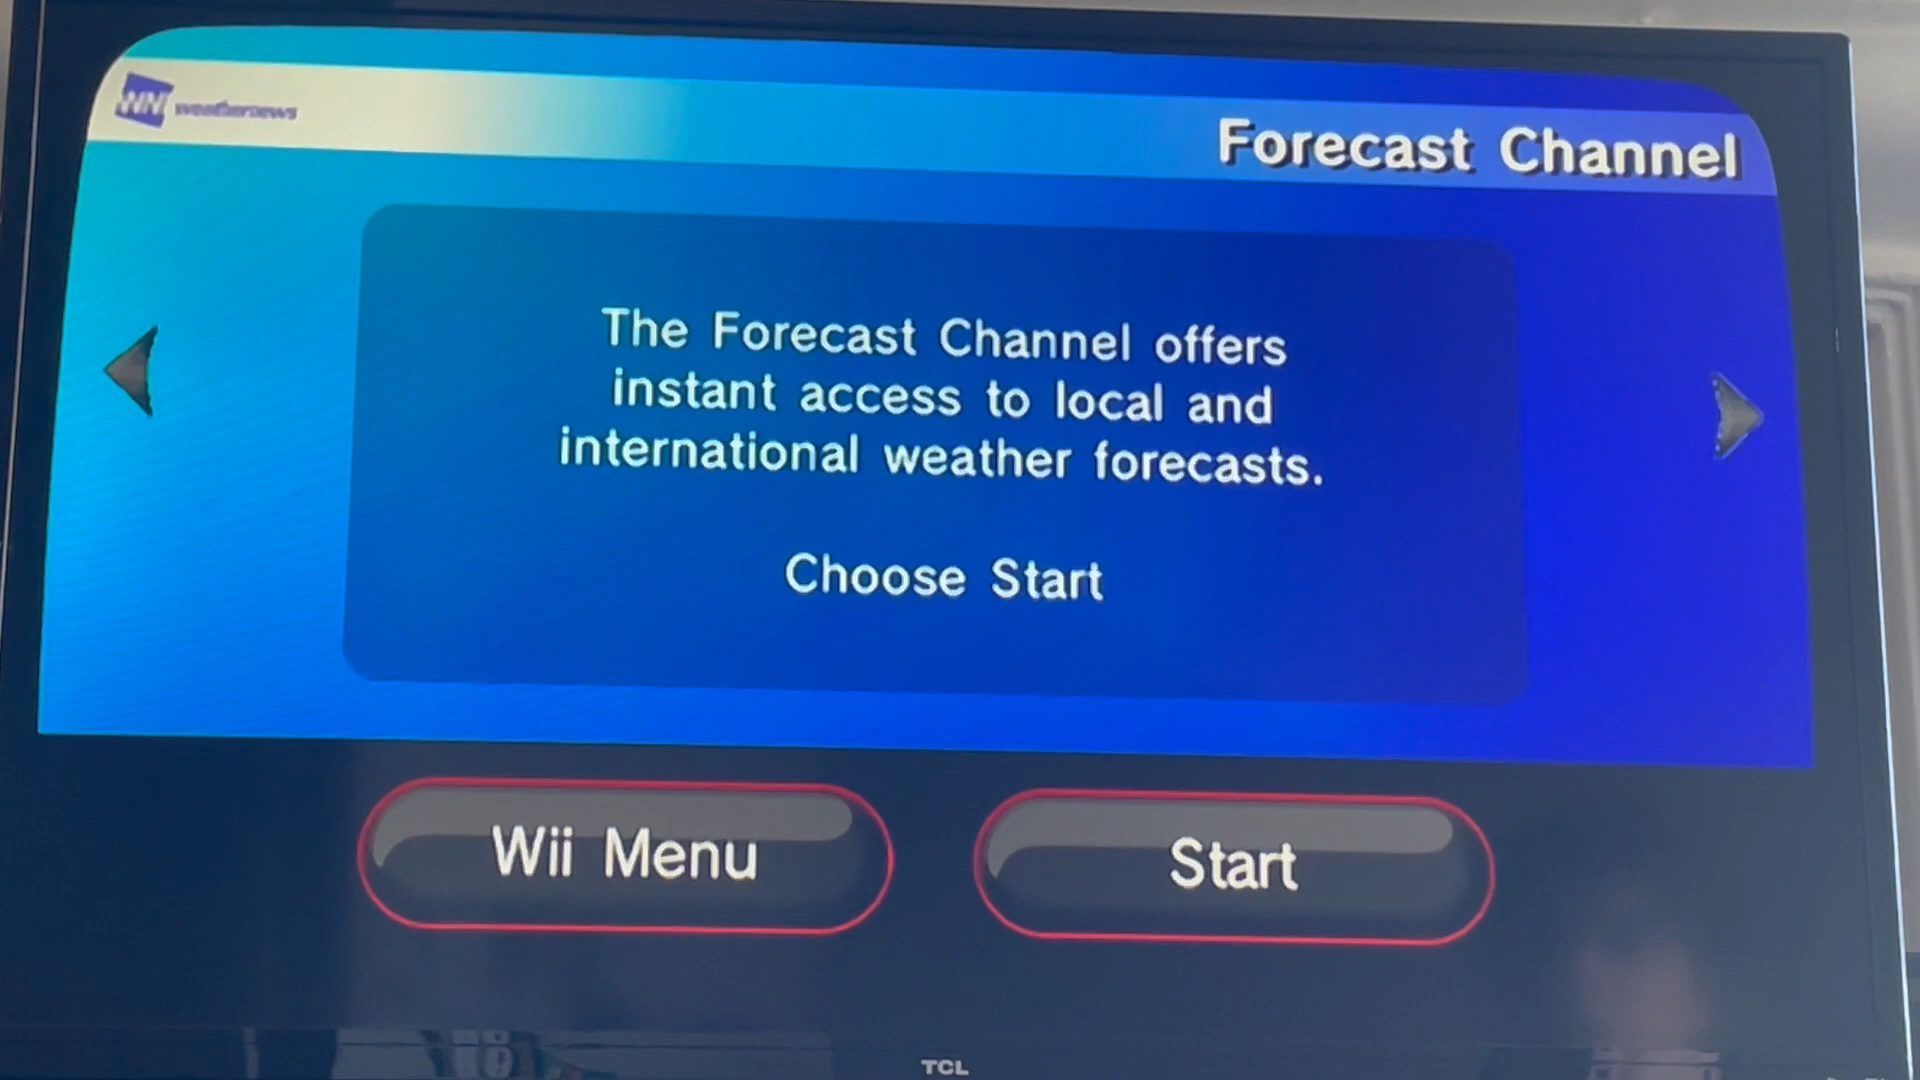 WNI weathernews
Forecast Channel
The Forecast Channel offers
instant access to local and
international weather forecasts.
Choose Start
Wii Menu
Start
TCL